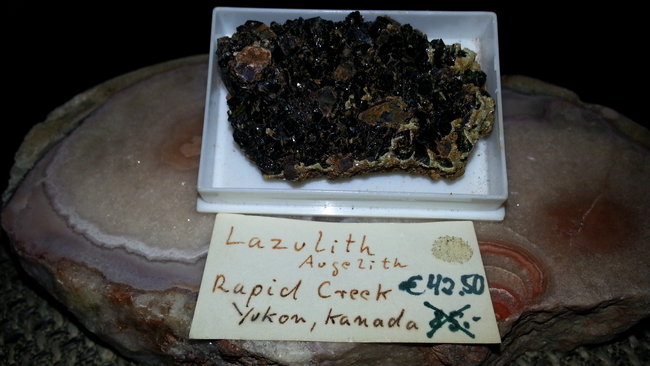 Lazulith
Augelith
Rapid Creek €42.50
Yukon, Kanada